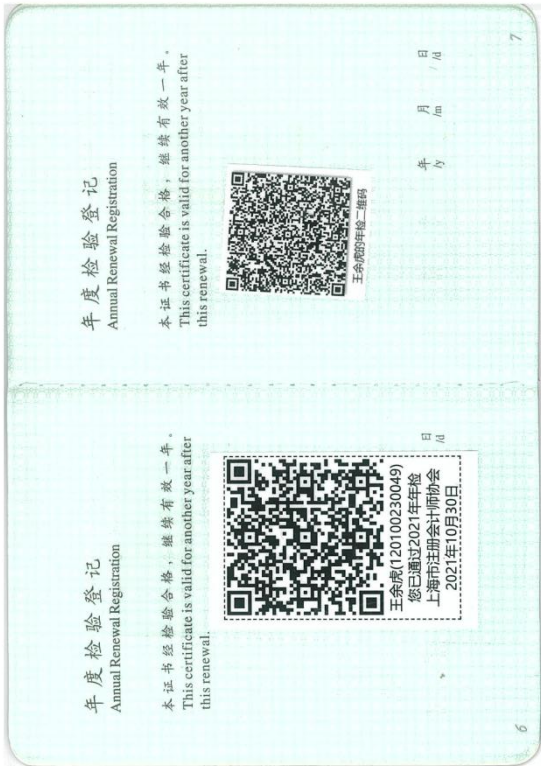 年度检验登记
Annual Renewal Registration
本证书经检验合格，继续有效一年。
This certificate is valid for another year after
this renewal.
王余虎(120100230049)
您已通过2021年年检
上海市注册会计师协会
2021年10月30日
日
/d
6
年度检验登记
Annual Renewal Registration
本证书经检验合格，继续有效一年。
This certificate is valid for another year after
this renewal.
王余虎的年检二维码
年 月 日
/y /m /d
7